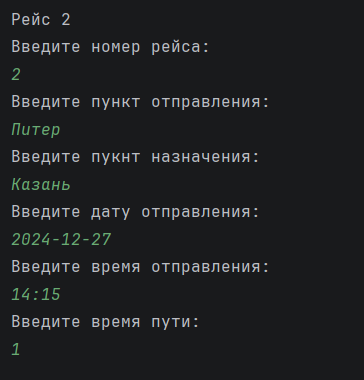 Рейс 2
Введите номер рейса:
2
Введите пункт отправления:
Питер
Введите пукнт назначения:
Казань
Введите дату отправления:
2024-12-27
Введите время отправления:
14:15
Введите время пути:
1